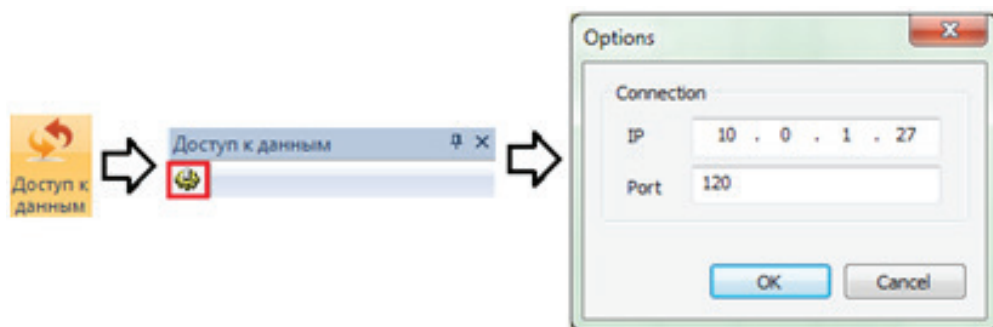 Доступ к
данным
Доступ к данным
Options
Connection
IP 10 . 0 . 1 . 27
Port 120
OK Cancel